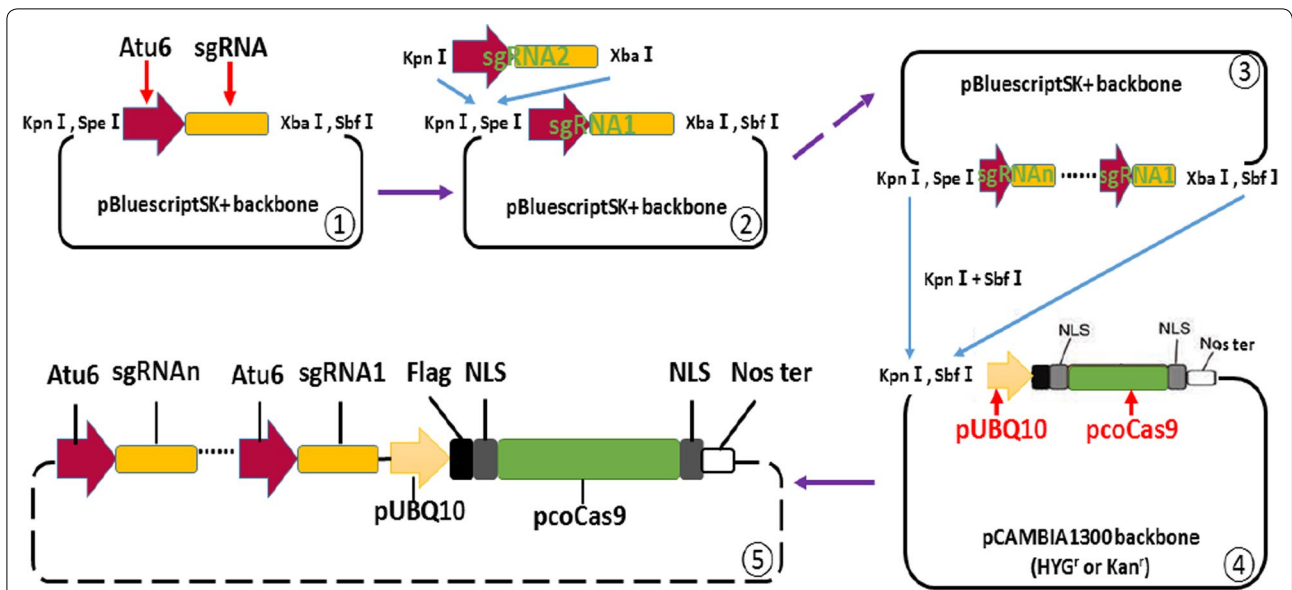 Atu6 sgRNA
Kpn I, Spe I Xba I, Sbf I
pBluescriptSK+ backbone
①
Kpn I sgRNA2 Xba I
Kpn I, Spe I sgRNA1 Xba I, Sbf I
pBluescriptSK+ backbone
②
③
pBluescriptSK+ backbone
Kpn I, Spe I sgRNAn ...... sgRNA1 Xba I, Sbf I
Kpn I + Sbf I
NLS NLS Nos ter
Kpn I, Sbf I
pUBQ10 pcoCas9
pCAMBIA1300 backbone
(HYGʳ or Kanʳ)
④
Atu6 sgRNAn Atu6 sgRNA1 Flag NLS NLS Nos ter
......
pUBQ10 pcoCas9
⑤